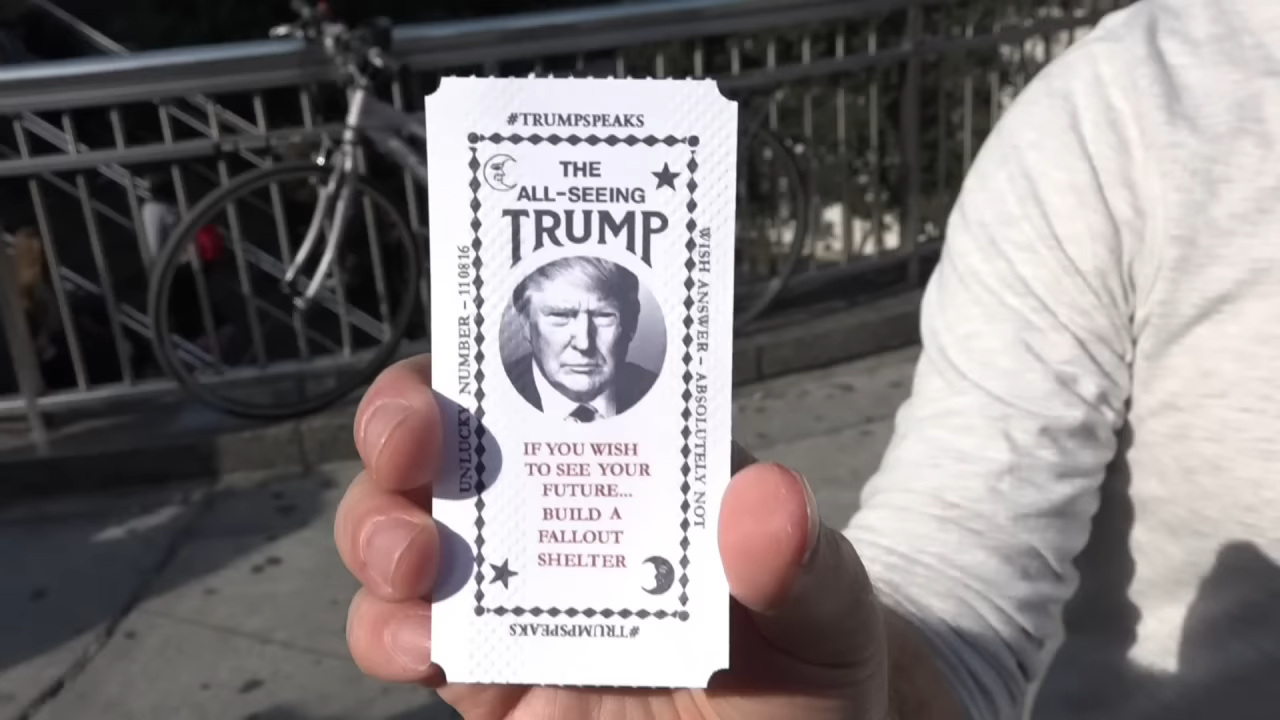 #TRUMPSPEAKS
THE
ALL-SEEING
TRUMP
UNLUCKY NUMBER - 110816
WISH ANSWER - ABSOLUTELY NOT
IF YOU WISH
TO SEE YOUR
FUTURE...
BUILD A
FALLOUT
SHELTER
#TRUMPSPEAKS